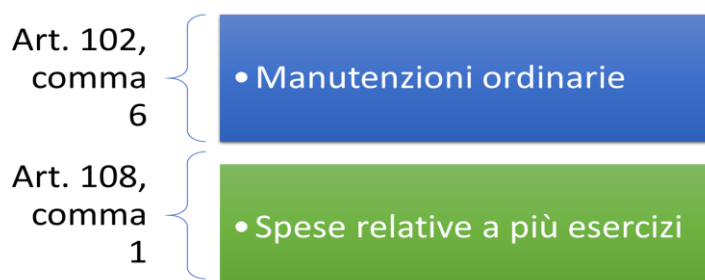 Art. 102,
comma
6
• Manutenzioni ordinarie
Art. 108,
comma
1
• Spese relative a più esercizi